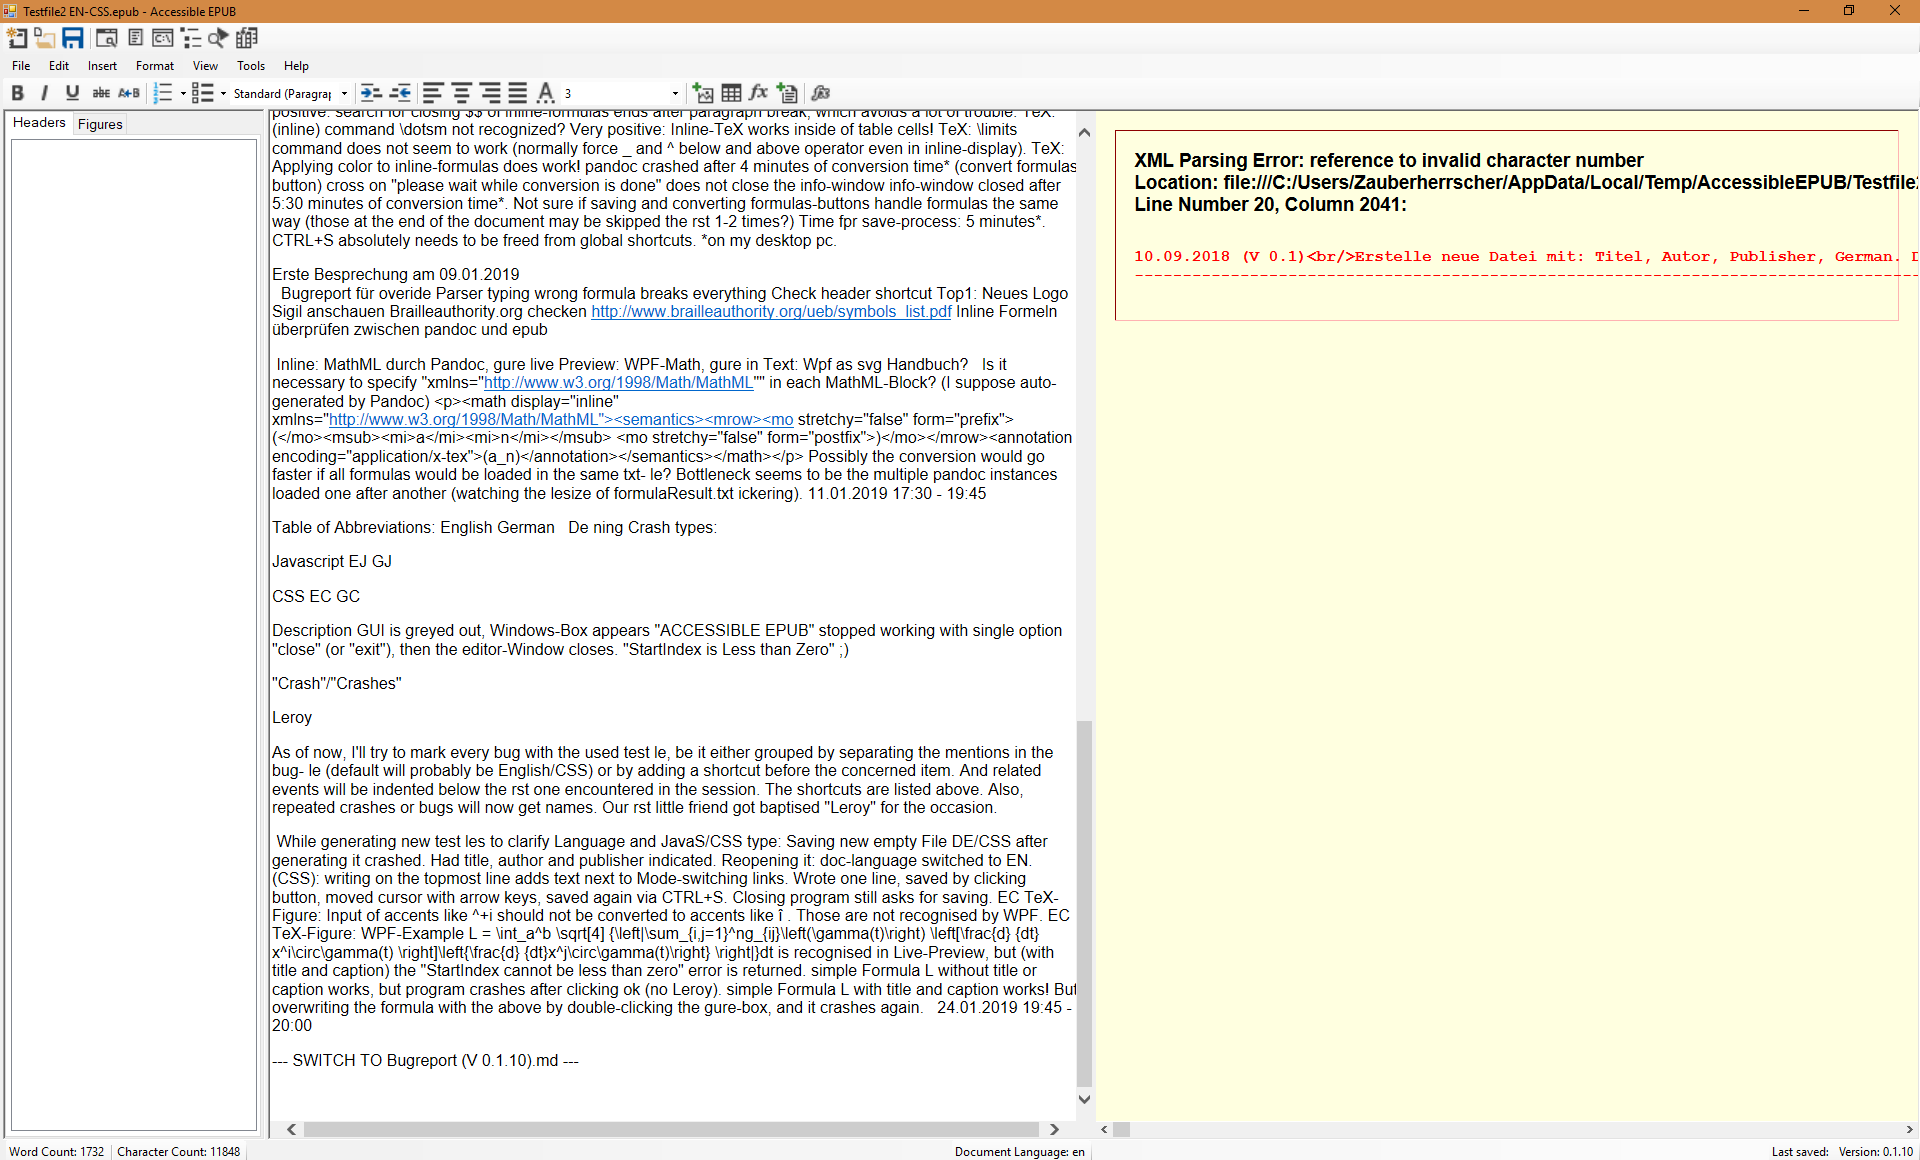 Testfile2 EN-CSS.epub - Accessible EPUB
File Edit Insert Format View Tools Help
B I U abc A+B Standard (Paragraph A 3 fx
Headers Figures
positive: search for closing $$ of inline-formulas ends after paragraph break, which avoids a lot of trouble. TeX:
(inline) command \dotsm not recognized? Very positive: Inline-TeX works inside of table cells! TeX: \limits
command does not seem to work (normally force _ and ^ below and above operator even in inline-display). TeX:
Applying color to inline-formulas does work! pandoc crashed after 4 minutes of conversion time* (convert formulas
button) cross on "please wait while conversion is done" does not close the info-window info-window closed after
5:30 minutes of conversion time*. Not sure if saving and converting formulas-buttons handle formulas the same
way (those at the end of the document may be skipped the rst 1-2 times?) Time fpr save-process: 5 minutes*.
CTRL+S absolutely needs to be freed from global shortcuts. *on my desktop pc.
Erste Besprechung am 09.01.2019
Bugreport für overide Parser typing wrong formula breaks everything Check header shortcut Top1: Neues Logo
Sigil anschauen Brailleauthority.org checken http://www.brailleauthority.org/ueb/symbols_list.pdf Inline Formeln
überprüfen zwischen pandoc und epub
Inline: MathML durch Pandoc, gure live Preview: WPF-Math, gure in Text: Wpf as svg Handbuch? Is it
necessary to specify "xmlns="http://www.w3.org/1998/Math/MathML"" in each MathML-Block? (I suppose auto-
generated by Pandoc) <p><math display="inline"
xmlns="http://www.w3.org/1998/Math/MathML"><semantics><mrow><mo stretchy="false" form="prefix">
(</mo><msub><mi>a</mi><mi>n</mi></msub> <mo stretchy="false" form="postfix">)</mo></mrow><annotation
encoding="application/x-tex">(a_n)</annotation></semantics></math></p> Possibly the conversion would go
faster if all formulas would be loaded in the same txt- le? Bottleneck seems to be the multiple pandoc instances
loaded one after another (watching the lesize of formulaResult.txt ickering). 11.01.2019 17:30 - 19:45
Table of Abbreviations: English German De ning Crash types:
Javascript EJ GJ
CSS EC GC
Description GUI is greyed out, Windows-Box appears "ACCESSIBLE EPUB" stopped working with single option
"close" (or "exit"), then the editor-Window closes. "StartIndex is Less than Zero" ;)
"Crash"/"Crashes"
Leroy
As of now, I'll try to mark every bug with the used test le, be it either grouped by separating the mentions in the
bug- le (default will probably be English/CSS) or by adding a shortcut before the concerned item. And related
events will be indented below the rst one encountered in the session. The shortcuts are listed above. Also,
repeated crashes or bugs will now get names. Our rst little friend got baptised "Leroy" for the occasion.
While generating new test les to clarify Language and JavaS/CSS type: Saving new empty File DE/CSS after
generating it crashed. Had title, author and publisher indicated. Reopening it: doc-language switched to EN.
(CSS): writing on the topmost line adds text next to Mode-switching links. Wrote one line, saved by clicking
button, moved cursor with arrow keys, saved again via CTRL+S. Closing program still asks for saving. EC TeX-
Figure: Input of accents like ^+i should not be converted to accents like î . Those are not recognised by WPF. EC
TeX-Figure: WPF-Example L = \int_a^b \sqrt[4] {\left|\sum_{i,j=1}^ng_{ij}\left(\gamma(t)\right) \left[\frac{d} {dt}
x^i\circ\gamma(t) \right]\left{\frac{d} {dt}x^j\circ\gamma(t)\right} \right|}dt is recognised in Live-Preview, but (with
title and caption) the "StartIndex cannot be less than zero" error is returned. simple Formula L without title or
caption works, but program crashes after clicking ok (no Leroy). simple Formula L with title and caption works! But
overwriting the formula with the above by double-clicking the gure-box, and it crashes again. 24.01.2019 19:45 -
20:00
--- SWITCH TO Bugreport (V 0.1.10).md ---
XML Parsing Error: reference to invalid character number
Location: file:///C:/Users/Zauberherrscher/AppData/Local/Temp/AccessibleEPUB/Testfile2
Line Number 20, Column 2041:
10.09.2018 (V 0.1)<br/>Erstelle neue Datei mit: Titel, Autor, Publisher, German. D
Word Count: 1732 Character Count: 11848 Document Language: en Last saved: Version: 0.1.10